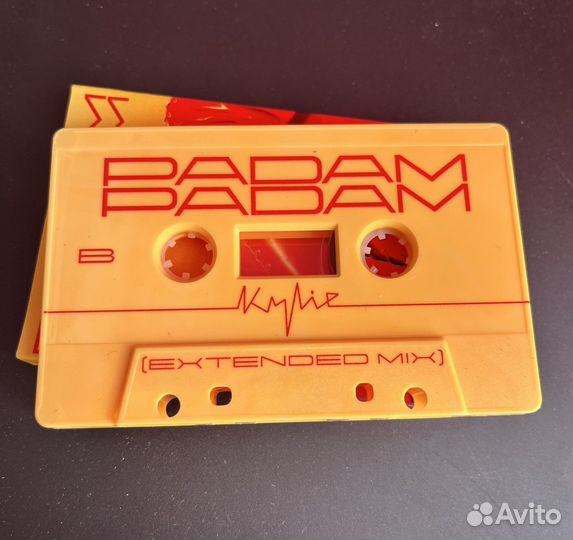 PADAM
PADAM
B
Kylie
(EXTENDED MIX)
Avito